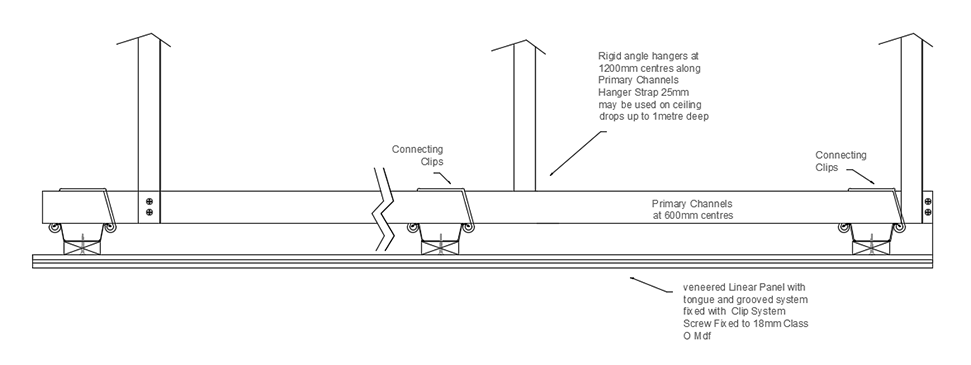 Rigid angle hangers at
1200mm centres along
Primary Channels
Hanger Strap 25mm
may be used on ceiling
drops up to 1metre deep
Connecting
Clips
Connecting
Clips
Primary Channels
at 600mm centres
veneered Linear Panel with
tongue and grooved system
fixed with Clip System
Screw Fixed to 18mm Class
O Mdf